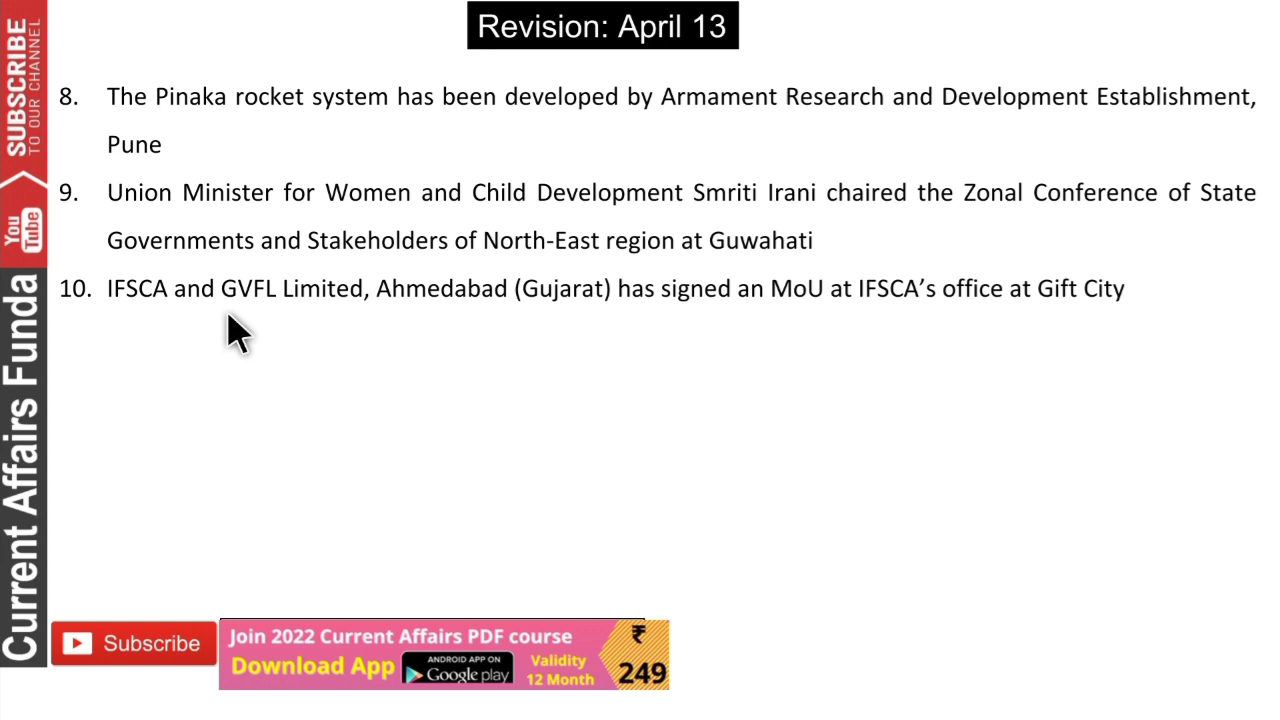 Revision: April 13
8. The Pinaka rocket system has been developed by Armament Research and Development Establishment,
Pune
9. Union Minister for Women and Child Development Smriti Irani chaired the Zonal Conference of State
Governments and Stakeholders of North-East region at Guwahati
10. IFSCA and GVFL Limited, Ahmedabad (Gujarat) has signed an MoU at IFSCA’s office at Gift City
SUBSCRIBE
TO OUR CHANNEL
You
Tube
Current Affairs Funda
Subscribe
Join 2022 Current Affairs PDF course
Download App
ANDROID APP ON
Google play
Validity
12 Month
₹
249